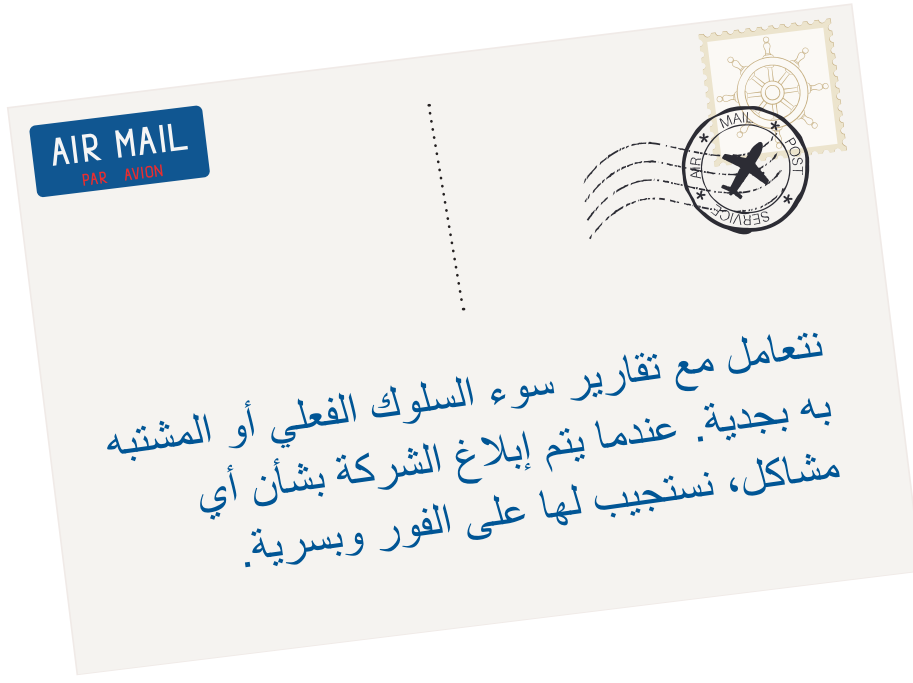 AIR MAIL
PAR AVION
AIR MAIL POST
SERVICE
نتعامل مع تقارير سوء السلوك الفعلي أو المشتبه
به بجدية. عندما يتم إبلاغ الشركة بشأن أي
مشاكل، نستجيب لها على الفور وبسرية.